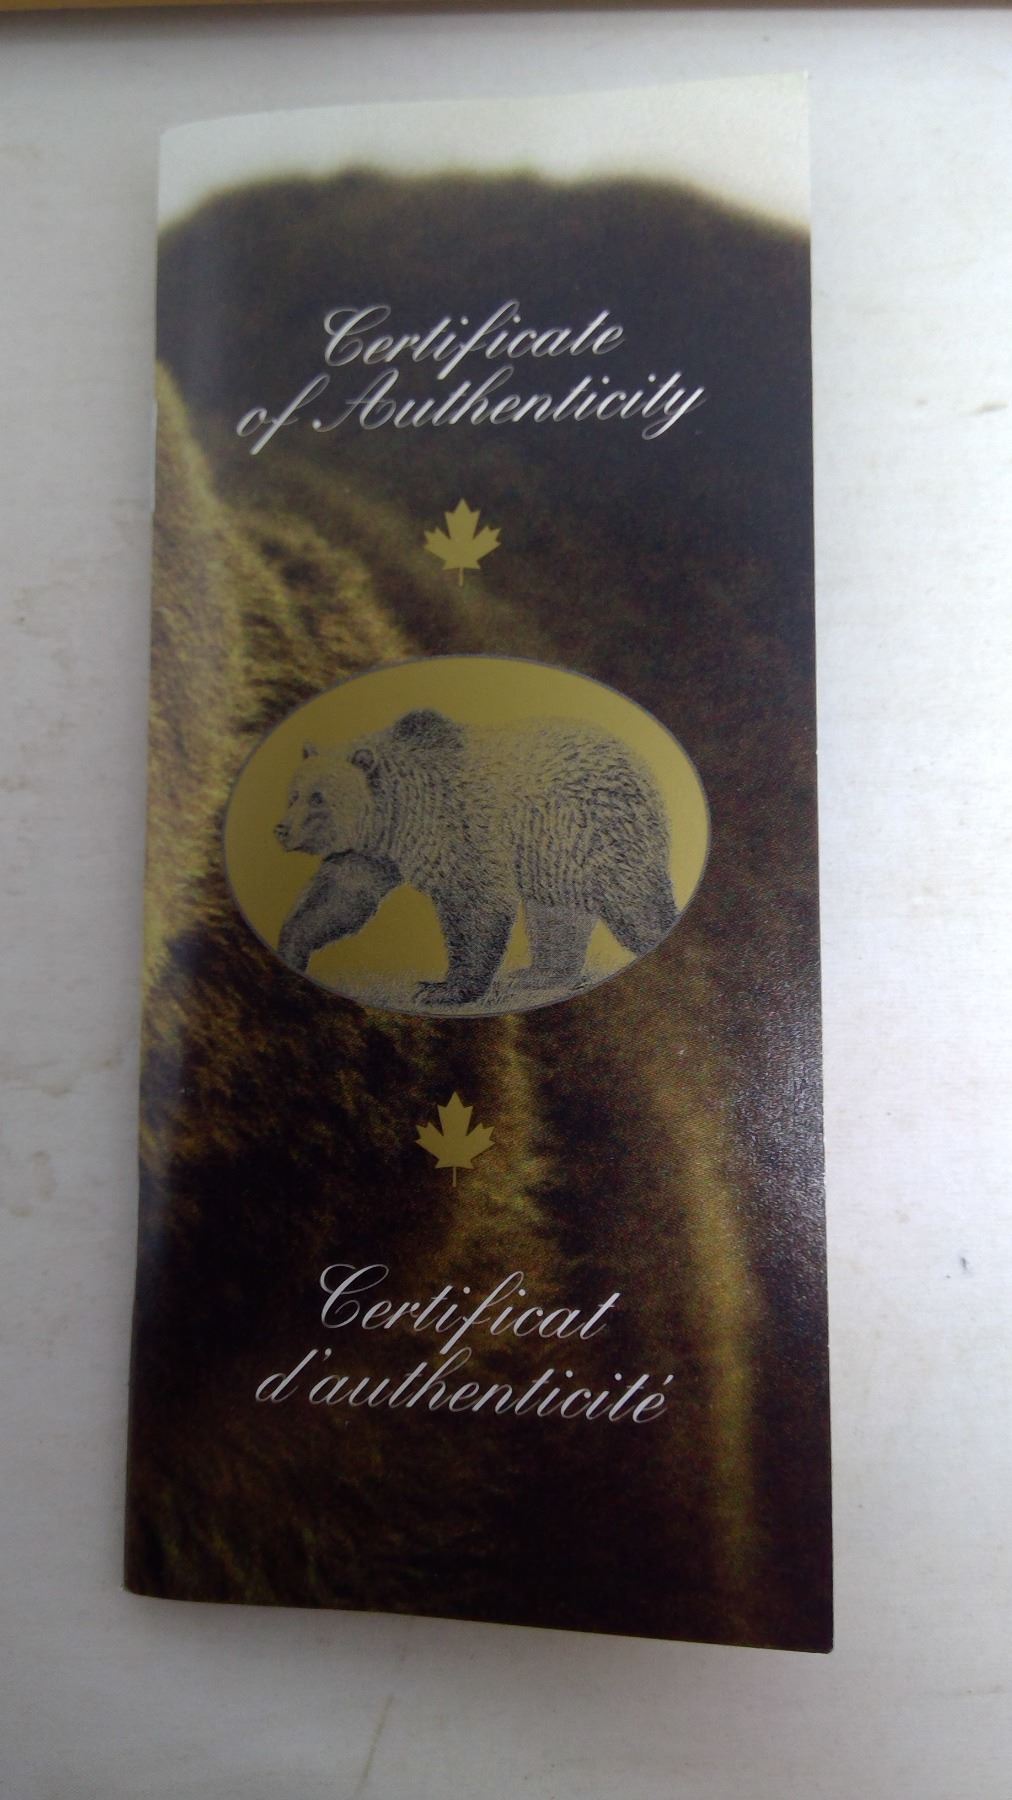 Certificate
of Authenticity
Certificat
d'authenticité